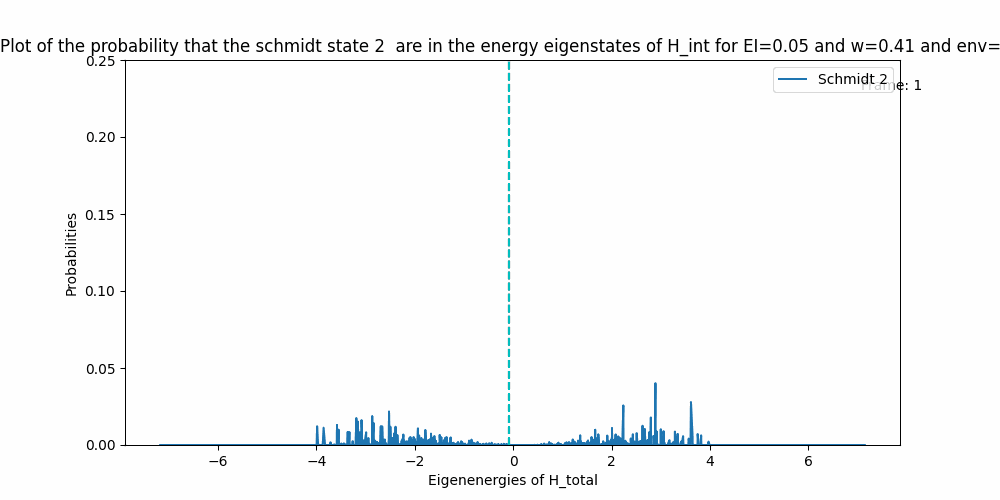 Plot of the probability that the schmidt state 2  are in the energy eigenstates of H_int for EI=0.05 and w=0.41 and env=
Schmidt 2
Frame: 1
0.25
0.20
0.15
0.10
0.05
0.00
Probabilities
−6
−4
−2
0
2
4
6
Eigenenergies of H_total